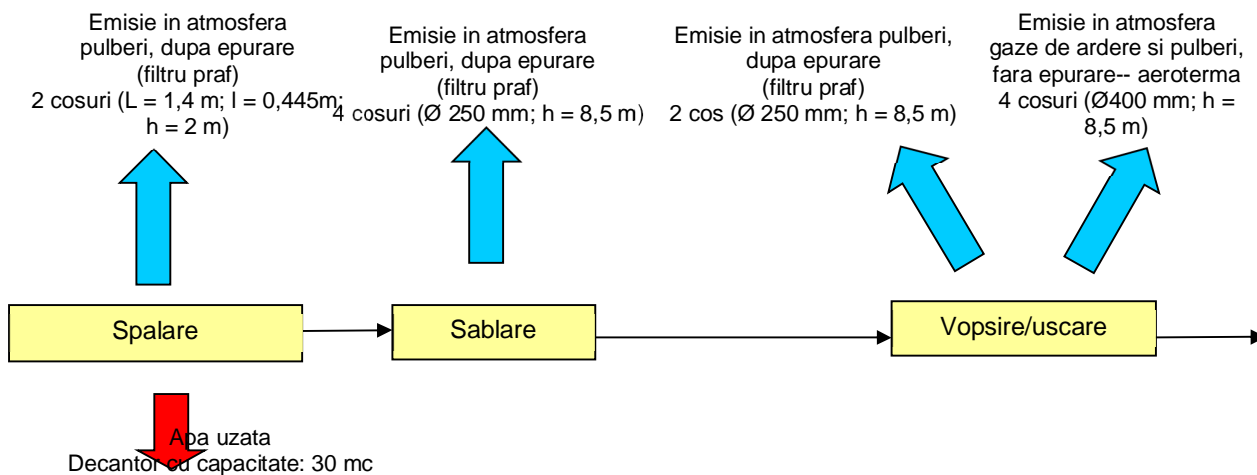 Emisie in atmosfera
pulberi, dupa epurare
(filtru praf)
2 cosuri (L = 1,4 m; l = 0,445m;
h = 2 m)
Emisie in atmosfera
pulberi, dupa epurare
(filtru praf)
4 cosuri (Ø 250 mm; h = 8,5 m)
Emisie in atmosfera pulberi,
dupa epurare
(filtru praf)
2 cos (Ø 250 mm; h = 8,5 m)
Emisie in atmosfera
gaze de ardere si pulberi,
fara epurare-- aeroterma
4 cosuri (Ø400 mm; h =
8,5 m)
Spalare
Sablare
Vopsire/uscare
Apa uzata
Decantor cu capacitate: 30 mc